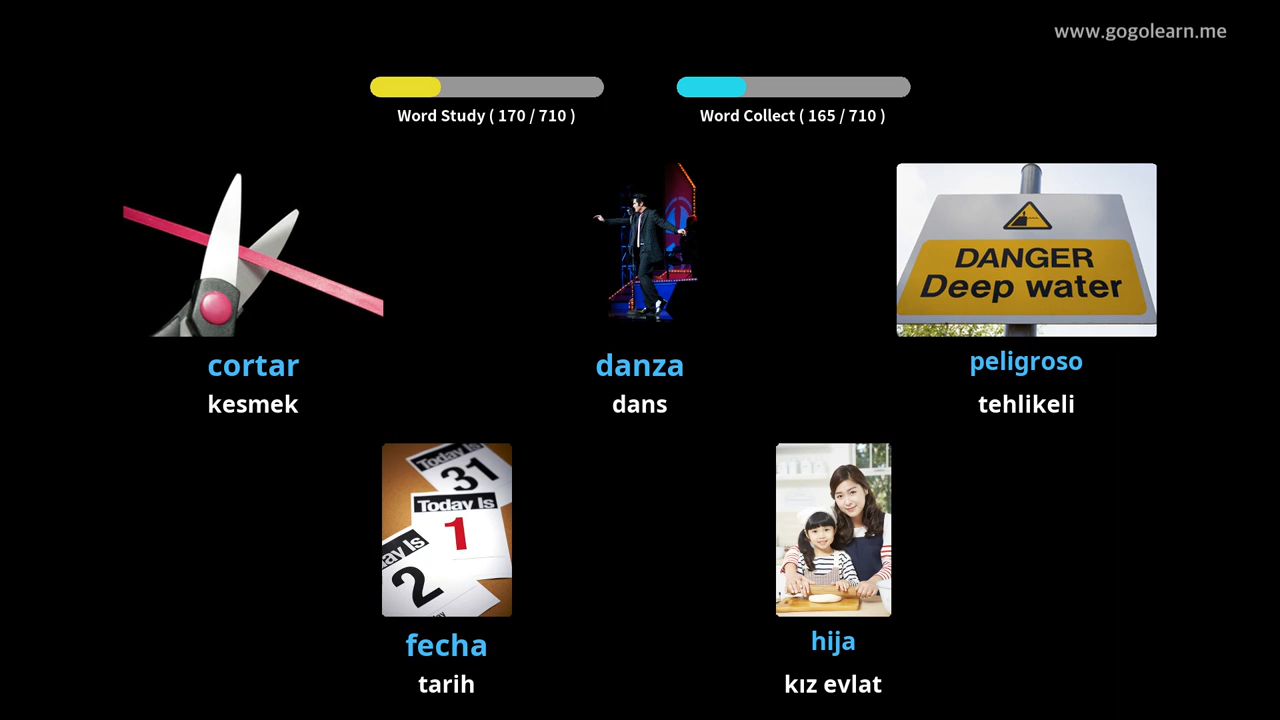 www.gogolearn.me
Word Study ( 170 / 710 )
Word Collect ( 165 / 710 )
DANGER
Deep water
cortar
kesmek
danza
dans
peligroso
tehlikeli
Today Is
31
Today Is
1
ay Is
2
fecha
tarih
hija
kız evlat